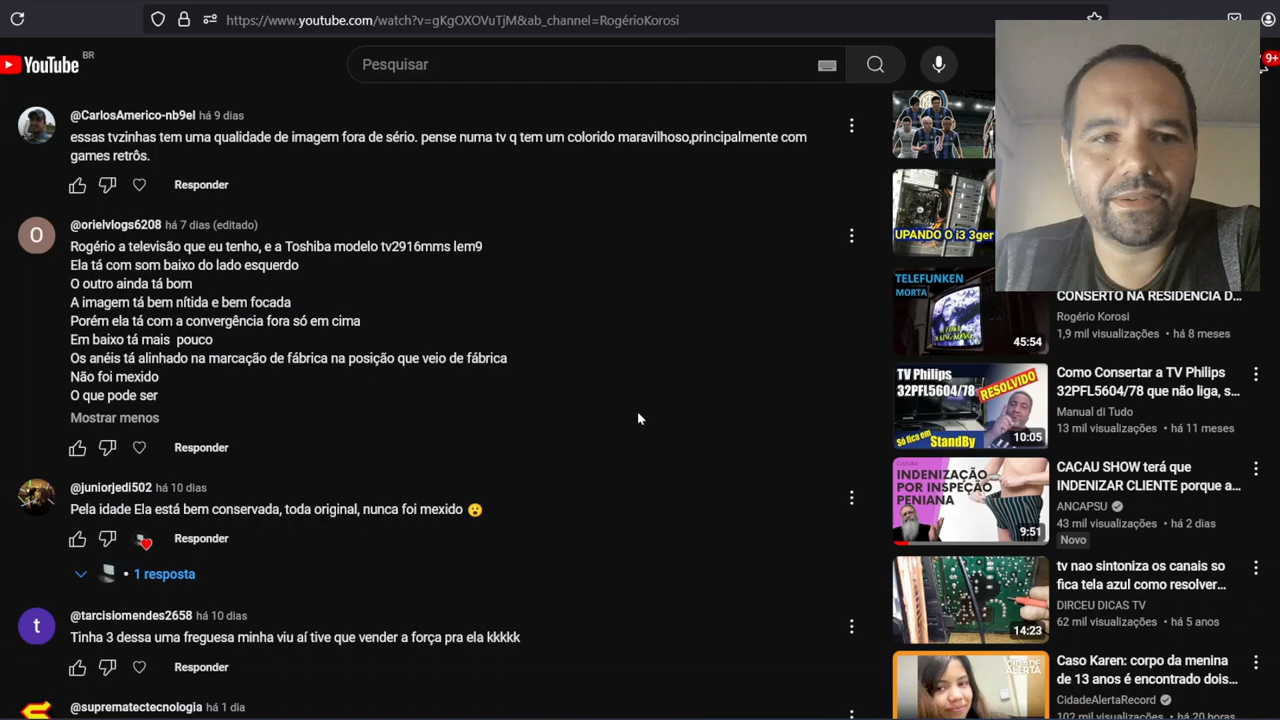 https://www.youtube.com/watch?v=gKgOXOVuTjM&ab_channel=RogérioKorosi
YouTube BR
Pesquisar
9+
@CarlosAmerico-nb9el há 9 dias
essas tvzinhas tem uma qualidade de imagem fora de sério. pense numa tv q tem um colorido maravilhoso,principalmente com
games retrôs.
Responder
O
@orielvlogs6208 há 7 dias (editado)
Rogério a televisão que eu tenho, e a Toshiba modelo tv2916mms lem9
Ela tá com som baixo do lado esquerdo
O outro ainda tá bom
A imagem tá bem nítida e bem focada
Porém ela tá com a convergência fora só em cima
Em baixo tá mais pouco
Os anéis tá alinhado na marcação de fábrica na posição que veio de fábrica
Não foi mexido
O que pode ser
Mostrar menos
Responder
@juniorjedi502 há 10 dias
Pela idade Ela está bem conservada, toda original, nunca foi mexido 😮
Responder
• 1 resposta
t
@tarcisiomendes2658 há 10 dias
Tinha 3 dessa uma freguesa minha viu aí tive que vender a força pra ela kkkkk
Responder
@suprematectecnologia há 1 dia
UPANDO O i3 3ger
TELEFUNKEN
MORTA
45:54
CONSERTO NA RESIDENCIA D...
Rogério Korosi
1,9 mil visualizações • há 8 meses
TV Philips
32PFL5604/78
RESOLVIDO
Só fica em
StandBy
10:05
Como Consertar a TV Philips
32PFL5604/78 que não liga, s...
Manual di Tudo
13 mil visualizações • há 11 meses
INDENIZAÇÃO
POR INSPEÇÃO
PENIANA
9:51
CACAU SHOW terá que
INDENIZAR CLIENTE porque a...
ANCAPSU
43 mil visualizações • há 2 dias
Novo
14:23
tv nao sintoniza os canais so
fica tela azul como resolver...
DIRCEU DICAS TV
62 mil visualizações • há 5 anos
CIDADE
ALERTA
Caso Karen: corpo da menina
de 13 anos é encontrado dois...
CidadeAlertaRecord
102 mil visualizações • há 20 horas